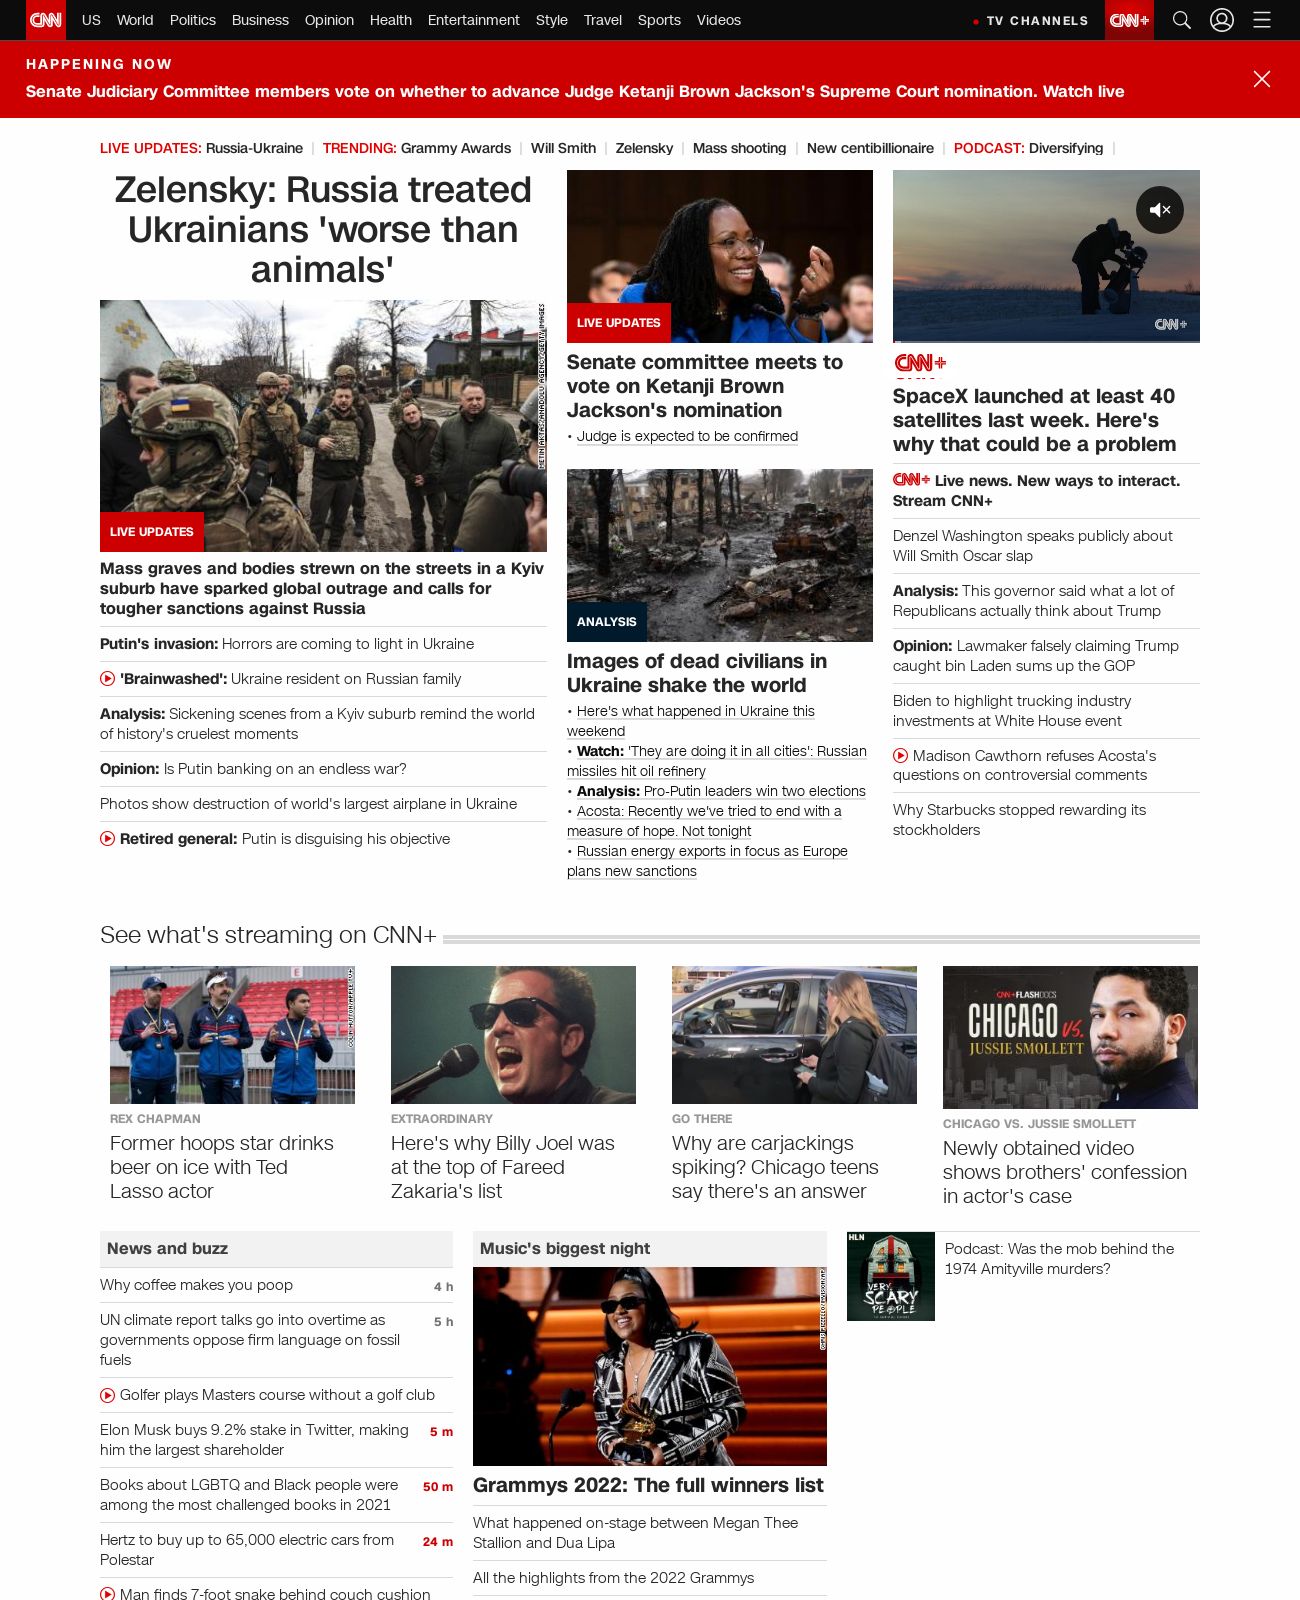 CNN US World Politics Business Opinion Health Entertainment Style Travel Sports Videos TV CHANNELS CNN+
HAPPENING NOW
Senate Judiciary Committee members vote on whether to advance Judge Ketanji Brown Jackson's Supreme Court nomination. Watch live
LIVE UPDATES: Russia-Ukraine TRENDING: Grammy Awards Will Smith Zelensky Mass shooting New centibillionaire PODCAST: Diversifying
Zelensky: Russia treated
Ukrainians 'worse than
animals'
METIN AKTAS/ANADOLU AGENCY/GETTY IMAGES
LIVE UPDATES
Mass graves and bodies strewn on the streets in a Kyiv
suburb have sparked global outrage and calls for
tougher sanctions against Russia
Putin's invasion: Horrors are coming to light in Ukraine
'Brainwashed': Ukraine resident on Russian family
Analysis: Sickening scenes from a Kyiv suburb remind the world
of history's cruelest moments
Opinion: Is Putin banking on an endless war?
Photos show destruction of world's largest airplane in Ukraine
Retired general: Putin is disguising his objective
LIVE UPDATES
Senate committee meets to
vote on Ketanji Brown
Jackson's nomination
• Judge is expected to be confirmed
ANALYSIS
Images of dead civilians in
Ukraine shake the world
• Here's what happened in Ukraine this
weekend
• Watch: 'They are doing it in all cities': Russian
missiles hit oil refinery
• Analysis: Pro-Putin leaders win two elections
• Acosta: Recently we've tried to end with a
measure of hope. Not tonight
• Russian energy exports in focus as Europe
plans new sanctions
CNN+
CNN+
SpaceX launched at least 40
satellites last week. Here's
why that could be a problem
CNN+ Live news. New ways to interact.
Stream CNN+
Denzel Washington speaks publicly about
Will Smith Oscar slap
Analysis: This governor said what a lot of
Republicans actually think about Trump
Opinion: Lawmaker falsely claiming Trump
caught bin Laden sums up the GOP
Biden to highlight trucking industry
investments at White House event
Madison Cawthorn refuses Acosta's
questions on controversial comments
Why Starbucks stopped rewarding its
stockholders
See what's streaming on CNN+
E
COLIN HUTTON/APPLE TV+
REX CHAPMAN
Former hoops star drinks
beer on ice with Ted
Lasso actor
EXTRAORDINARY
Here's why Billy Joel was
at the top of Fareed
Zakaria's list
GO THERE
Why are carjackings
spiking? Chicago teens
say there's an answer
CNN+ FLASHDOCS
CHICAGO VS.
JUSSIE SMOLLETT
CHICAGO VS. JUSSIE SMOLLETT
Newly obtained video
shows brothers' confession
in actor's case
News and buzz
Why coffee makes you poop 4 h
UN climate report talks go into overtime as 5 h
governments oppose firm language on fossil
fuels
Golfer plays Masters course without a golf club
Elon Musk buys 9.2% stake in Twitter, making 5 m
him the largest shareholder
Books about LGBTQ and Black people were 50 m
among the most challenged books in 2021
Hertz to buy up to 65,000 electric cars from 24 m
Polestar
Man finds 7-foot snake behind couch cushion
Music's biggest night
CHRIS PIZZELLO/INVISION/AP
Grammys 2022: The full winners list
What happened on-stage between Megan Thee
Stallion and Dua Lipa
All the highlights from the 2022 Grammys
HLN
VERY
SCARY
PEOPLE
Podcast: Was the mob behind the
1974 Amityville murders?